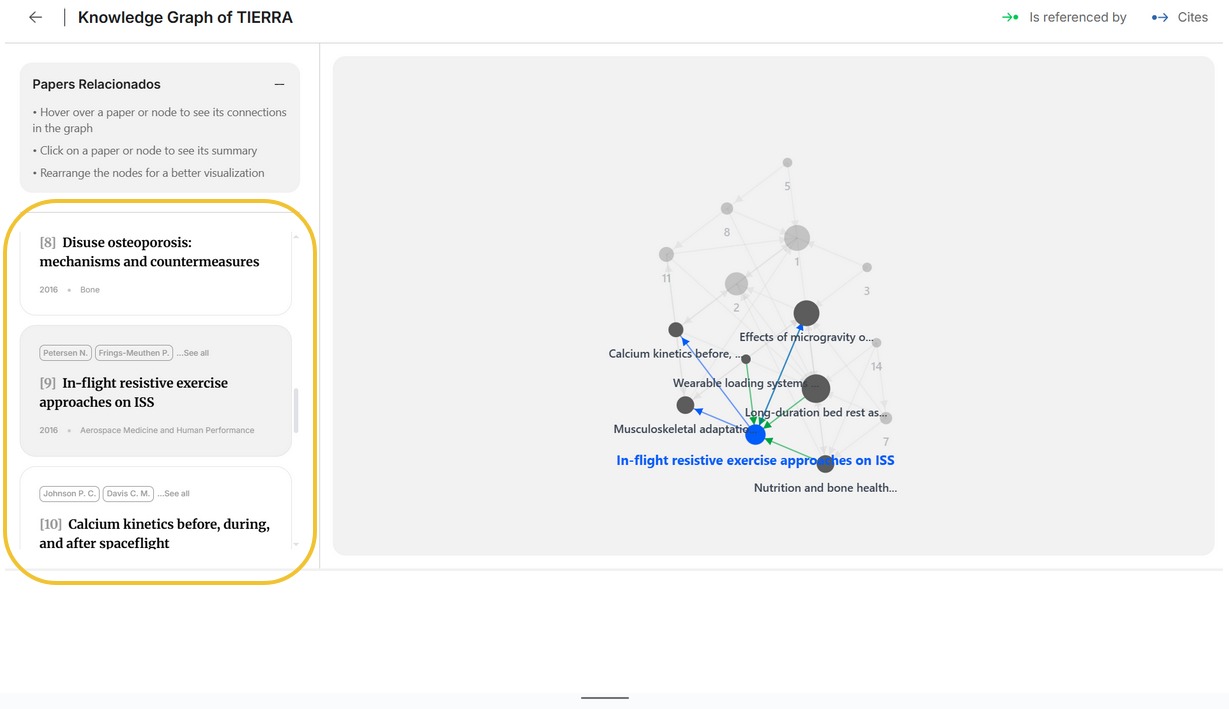 Knowledge Graph of TIERRA
Is referenced by
Cites
Papers Relacionados
• Hover over a paper or node to see its connections
in the graph
• Click on a paper or node to see its summary
• Rearrange the nodes for a better visualization
[8] Disuse osteoporosis:
mechanisms and countermeasures
2016 • Bone
Petersen N. Frings-Meuthen P. ...See all
[9] In-flight resistive exercise
approaches on ISS
2016 • Aerospace Medicine and Human Performance
Johnson P. C. Davis C. M. ...See all
[10] Calcium kinetics before, during,
and after spaceflight
5
8
1
11
3
2
Effects of microgravity o...
Calcium kinetics before, ...
14
Wearable loading systems
Long-duration bed rest as...
Musculoskeletal adaptatio
7
In-flight resistive exercise approaches on ISS
Nutrition and bone health...